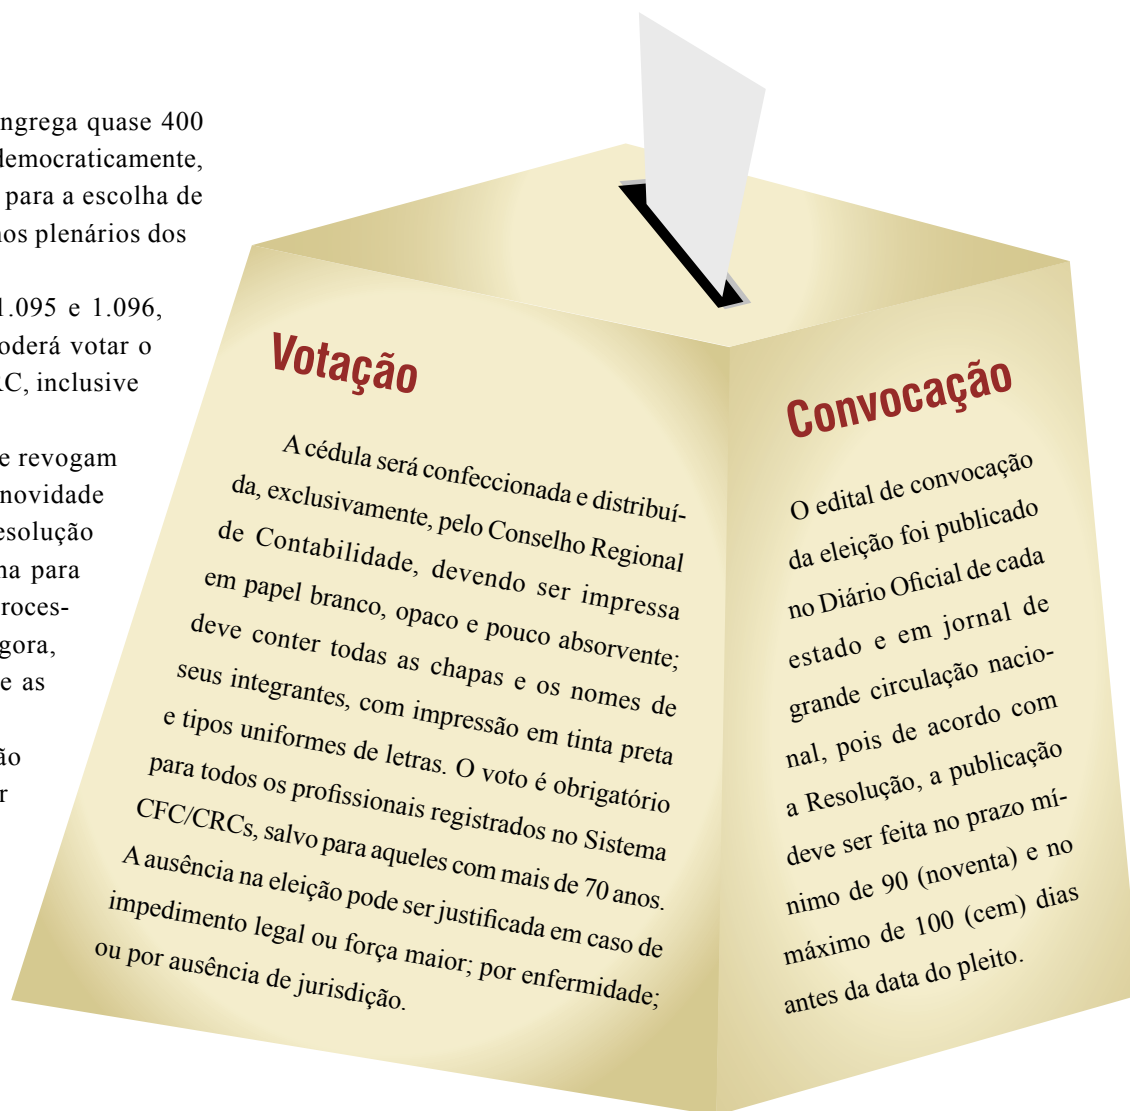 ngrega quase 400
democraticamente,
para a escolha de
nos plenários dos
1.095 e 1.096,
oderá votar o
RC, inclusive
e revogam
novidade
esolução
na para
roces-
gora,
e as
ão
r
Votação
A cédula será confeccionada e distribuí-
da, exclusivamente, pelo Conselho Regional
de Contabilidade, devendo ser impressa
em papel branco, opaco e pouco absorvente;
deve conter todas as chapas e os nomes de
seus integrantes, com impressão em tinta preta
e tipos uniformes de letras. O voto é obrigatório
para todos os profissionais registrados no Sistema
CFC/CRCs, salvo para aqueles com mais de 70 anos.
A ausência na eleição pode ser justificada em caso de
impedimento legal ou força maior; por enfermidade;
ou por ausência de jurisdição.
Convocação
O edital de convocação
da eleição foi publicado
no Diário Oficial de cada
estado e em jornal de
grande circulação nacio-
nal, pois de acordo com
a Resolução, a publicação
deve ser feita no prazo mí-
nimo de 90 (noventa) e no
máximo de 100 (cem) dias
antes da data do pleito.